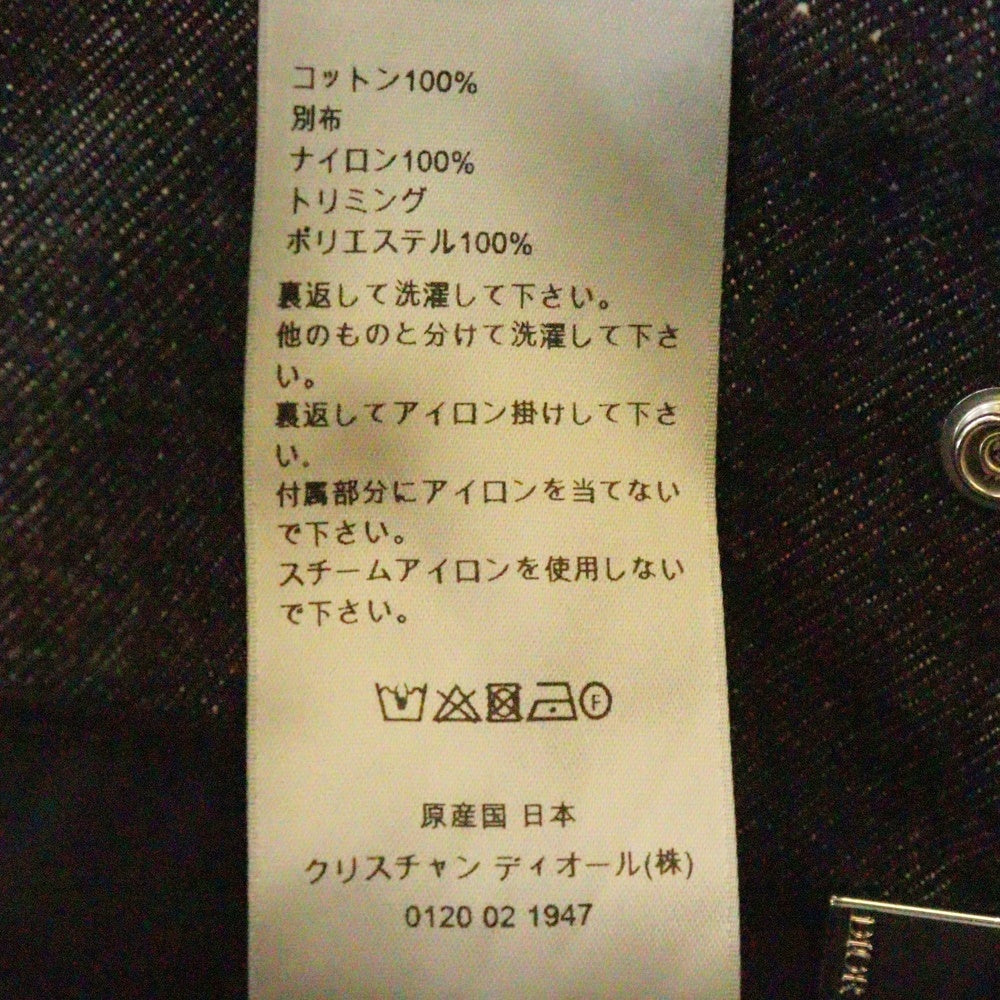 コットン100%
別布
ナイロン100%
トリミング
ポリエステル100%
裏返して洗濯して下さい。
他のものと分けて洗濯して下さ
い。
裏返してアイロン掛けして下さ
い.
付属部分にアイロンを当てない
で下さい。
スチームアイロンを使用しない
で下さい。
F
原産国 日本
クリスチャン ディオール(株)
0120 02 1947
DIOR